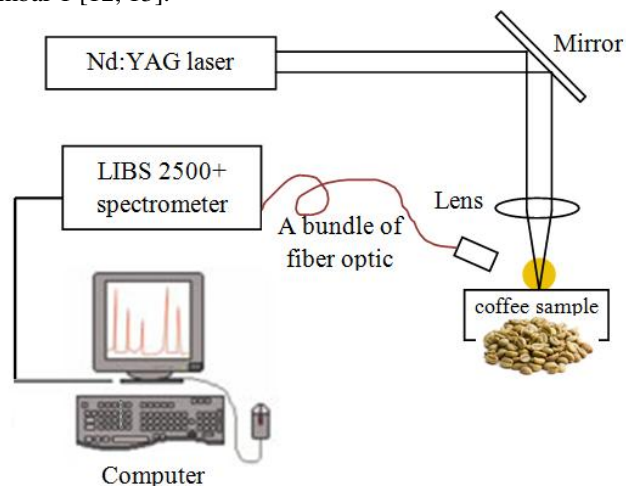 Mirror
Nd:YAG laser
LIBS 2500+
spectrometer
Lens
A bundle of
fiber optic
coffee sample
Computer